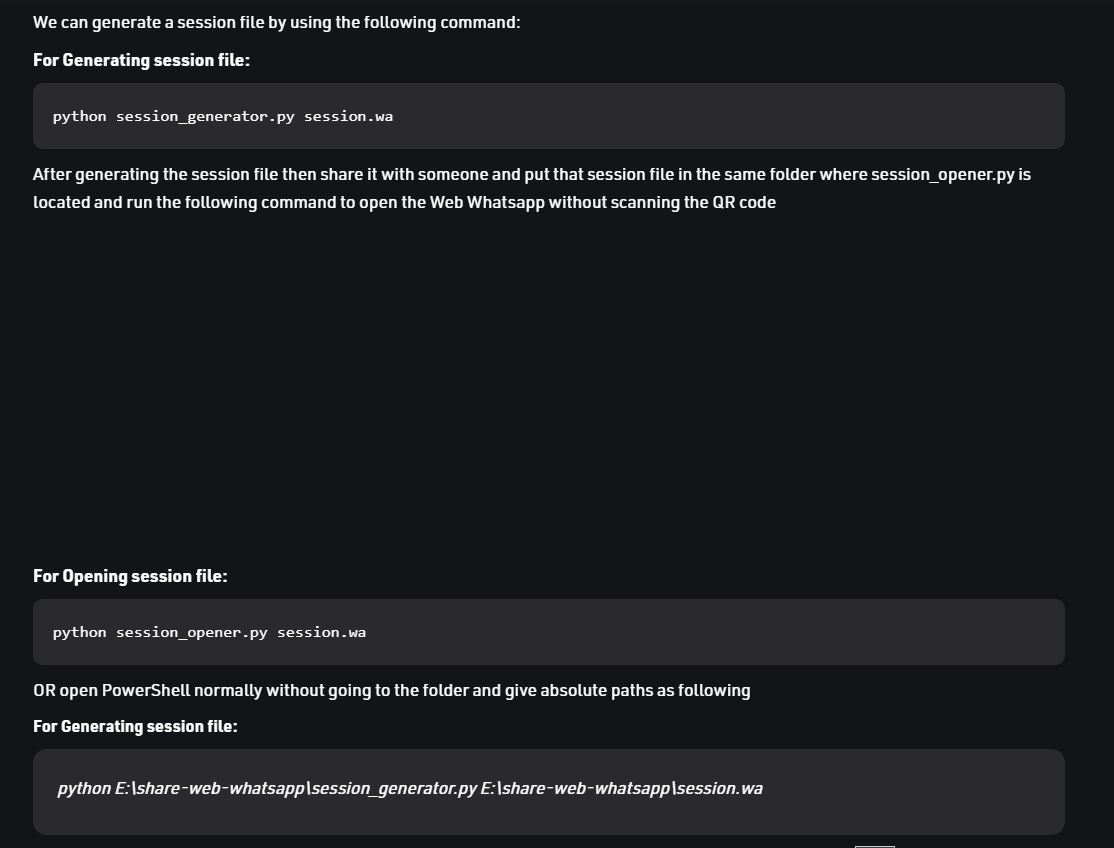 We can generate a session file by using the following command:
For Generating session file:
python session_generator.py session.wa
After generating the session file then share it with someone and put that session file in the same folder where session_opener.py is
located and run the following command to open the Web Whatsapp without scanning the QR code
For Opening session file:
python session_opener.py session.wa
OR open PowerShell normally without going to the folder and give absolute paths as following
For Generating session file:
python E:\share-web-whatsapp\session_generator.py E:\share-web-whatsapp\session.wa